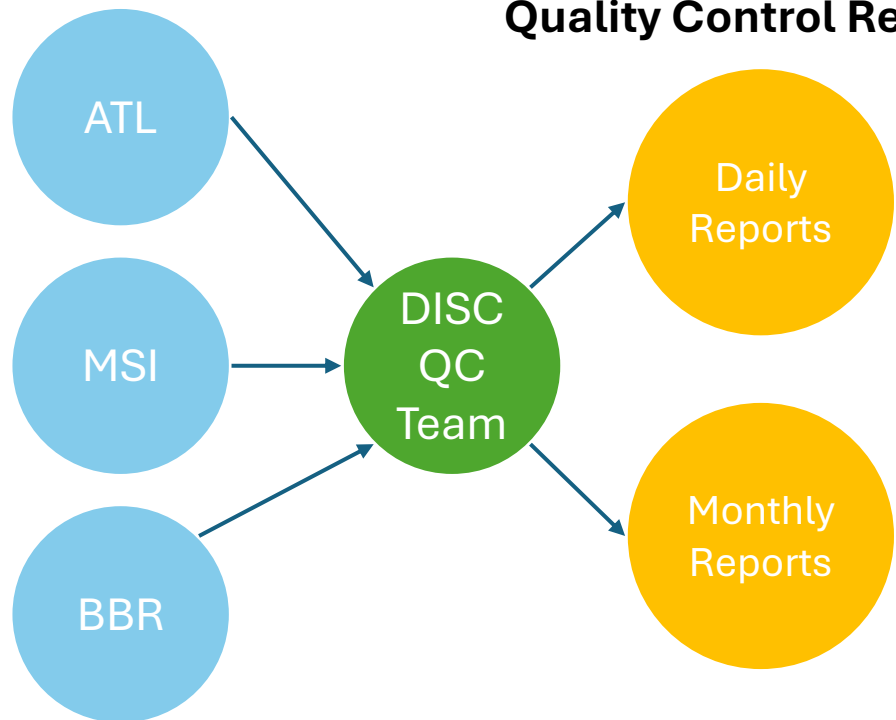 Quality Control Re
ATL
MSI
BBR
DISC
QC
Team
Daily
Reports
Monthly
Reports